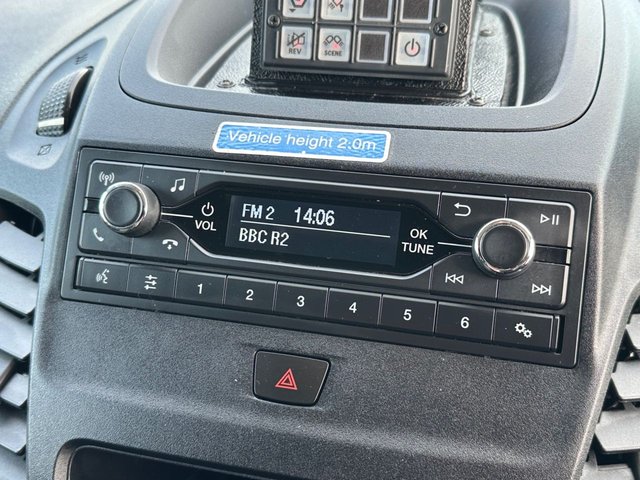 REV
SCENE
Vehicle height 2.0m
FM 2 14:06
BBC R2
VOL
OK
TUNE
1 2 3 4 5 6